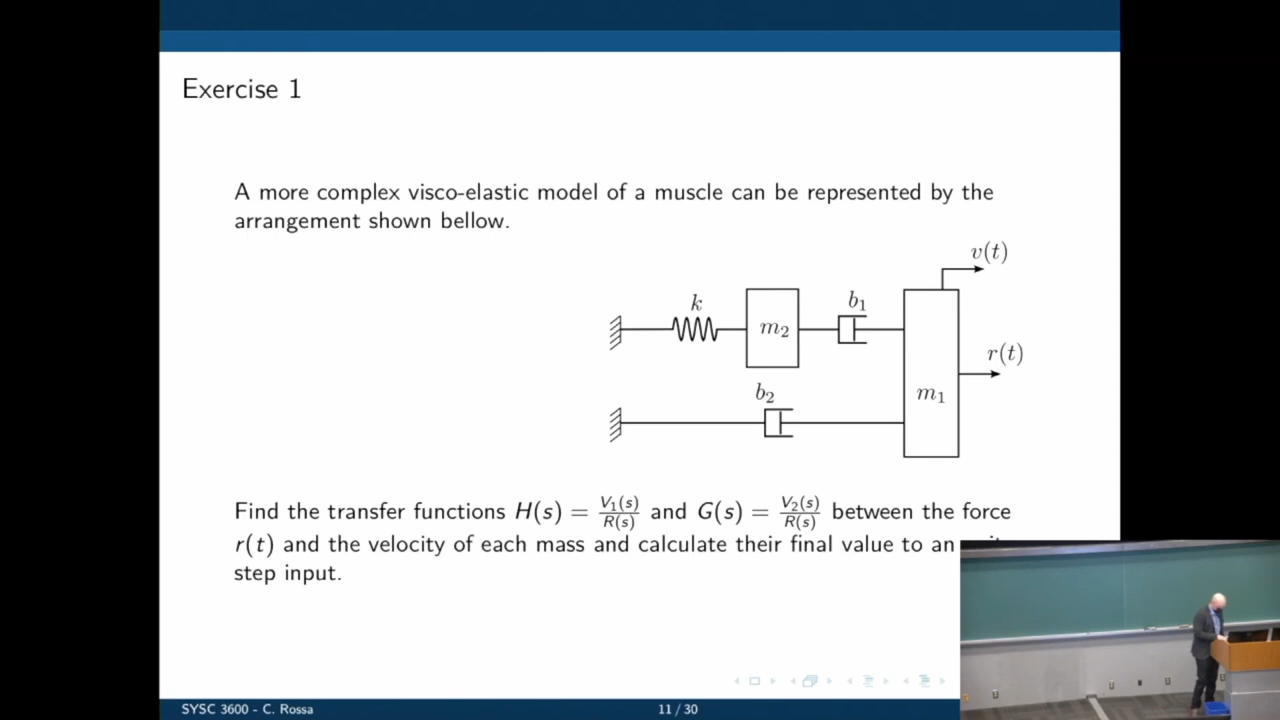 Exercise 1
A more complex visco-elastic model of a muscle can be represented by the
arrangement shown bellow.
v(t)
k
b₁
m₂
r(t)
b₂
m₁
Find the transfer functions H(s) = V₁(s)/R(s) and G(s) = V₂(s)/R(s) between the force
r(t) and the velocity of each mass and calculate their final value to an
step input.
SYSC 3600 - C. Rossa
11 / 30